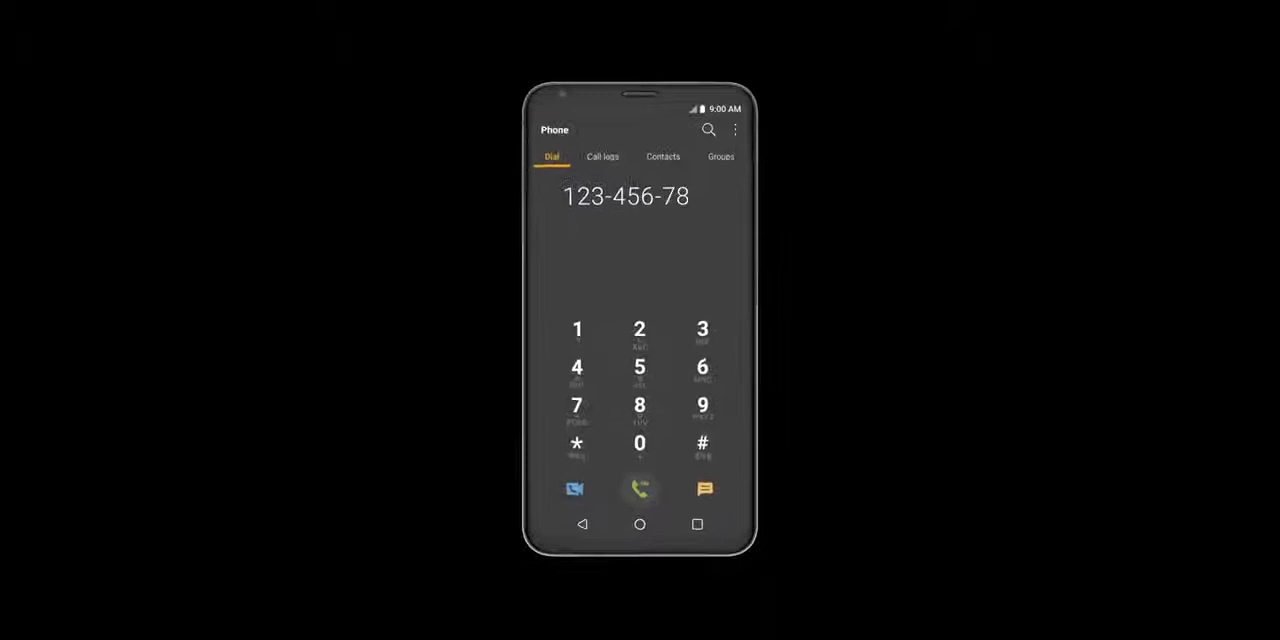 9:00 AM
Phone
Dial Call logs Contacts Groups
123-456-78
1 2 3
4 5 6
7 8 9
* 0 #